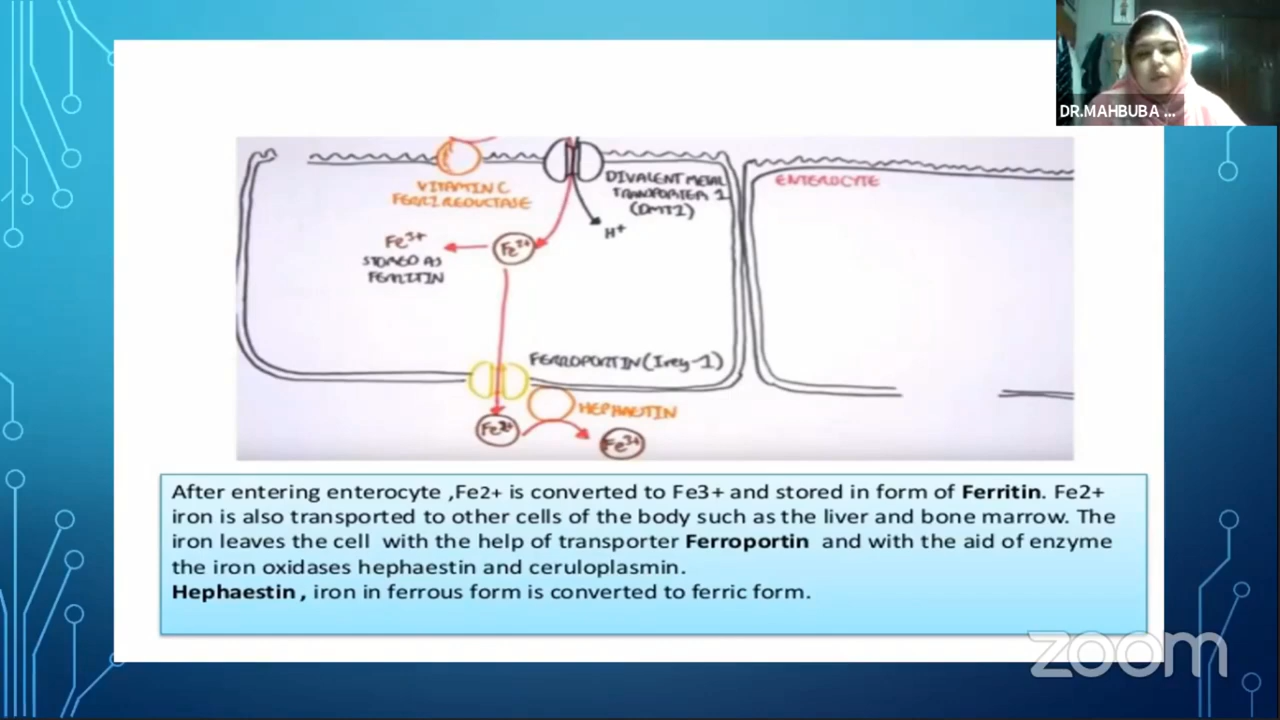 DR.MAHBUBA ...
VITAMIN C
FERRI REDUCTASE
DIVALENT METAL
TRANSPORTER 1
(DMT1)
H+
ENTEROCYTE
Fe3+
STORED AS
FERRITIN
Fe2+
FERROPORTIN (Ireg-1)
HEPHAESTIN
Fe2+
Fe3+
After entering enterocyte ,Fe2+ is converted to Fe3+ and stored in form of Ferritin. Fe2+
iron is also transported to other cells of the body such as the liver and bone marrow. The
iron leaves the cell with the help of transporter Ferroportin and with the aid of enzyme
the iron oxidases hephaestin and ceruloplasmin.
Hephaestin , iron in ferrous form is converted to ferric form.
zoom